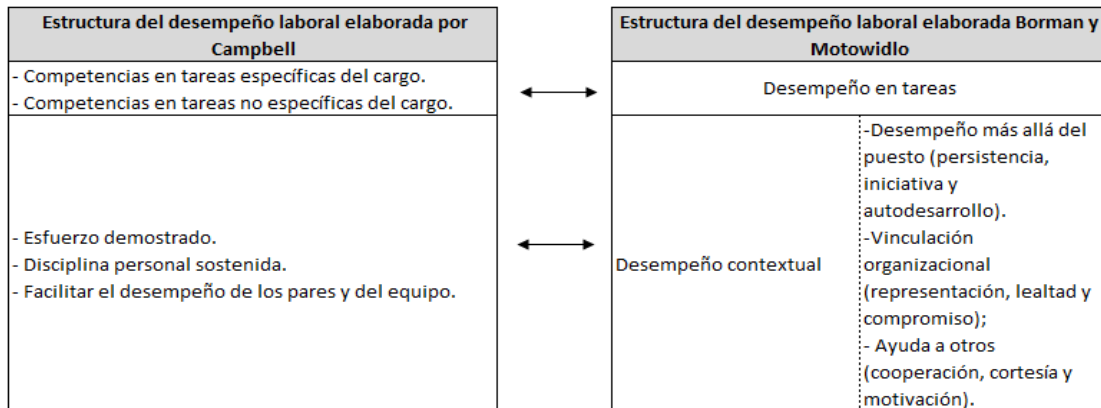 Estructura del desempeño laboral elaborada por
Campbell
- Competencias en tareas específicas del cargo.
- Competencias en tareas no específicas del cargo.
- Esfuerzo demostrado.
- Disciplina personal sostenida.
- Facilitar el desempeño de los pares y del equipo.
Estructura del desempeño laboral elaborada Borman y
Motowidlo
Desempeño en tareas
Desempeño contextual
-Desempeño más allá del
puesto (persistencia,
iniciativa y
autodesarrollo).
-Vinculación
organizacional
(representación, lealtad y
compromiso);
- Ayuda a otros
(cooperación, cortesía y
motivación).